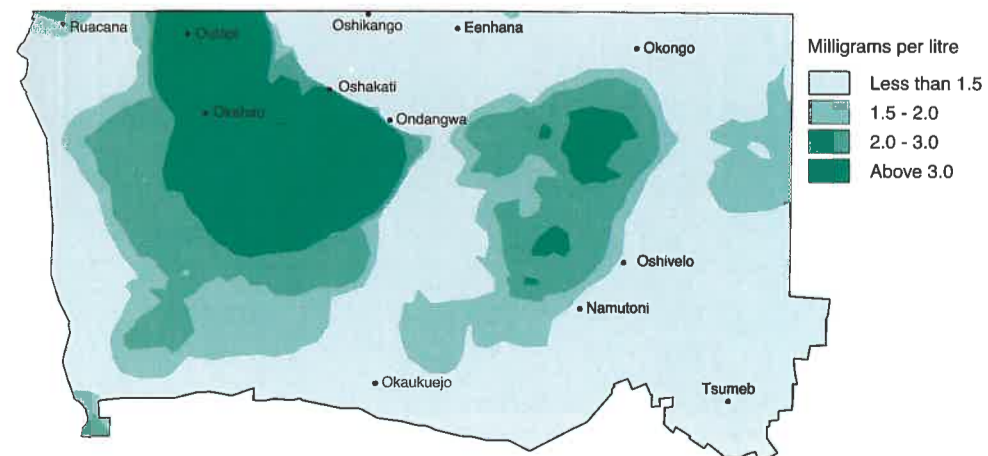 Ruacana
Outapi
Oshikango
Eenhana
Okongo
Oshakati
Okahau
Ondangwa
Oshivelo
Namutoni
Okaukuejo
Tsumeb
Milligrams per litre
Less than 1.5
1.5 - 2.0
2.0 - 3.0
Above 3.0